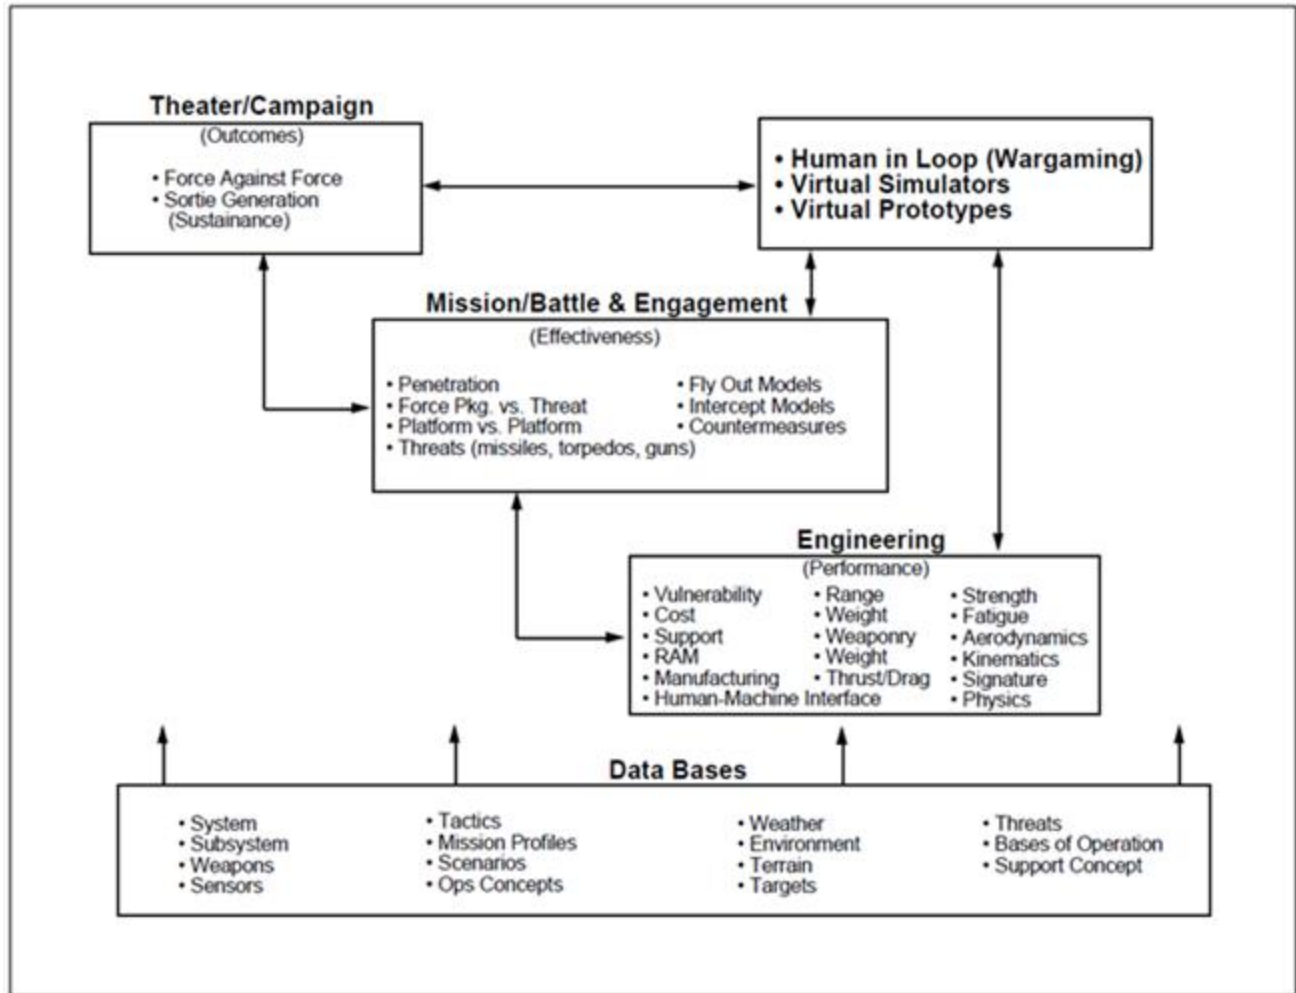 Theater/Campaign
(Outcomes)
• Force Against Force
• Sortie Generation
(Sustainance)
• Human in Loop (Wargaming)
• Virtual Simulators
• Virtual Prototypes
Mission/Battle & Engagement
(Effectiveness)
• Penetration
• Force Pkg. vs. Threat
• Platform vs. Platform
• Threats (missiles, torpedos, guns)
• Fly Out Models
• Intercept Models
• Countermeasures
Engineering
(Performance)
• Vulnerability
• Cost
• Support
• RAM
• Manufacturing
• Human-Machine Interface
• Range
• Weight
• Weaponry
• Weight
• Thrust/Drag
• Strength
• Fatigue
• Aerodynamics
• Kinematics
• Signature
• Physics
Data Bases
• System
• Subsystem
• Weapons
• Sensors
• Tactics
• Mission Profiles
• Scenarios
• Ops Concepts
• Weather
• Environment
• Terrain
• Targets
• Threats
• Bases of Operation
• Support Concept